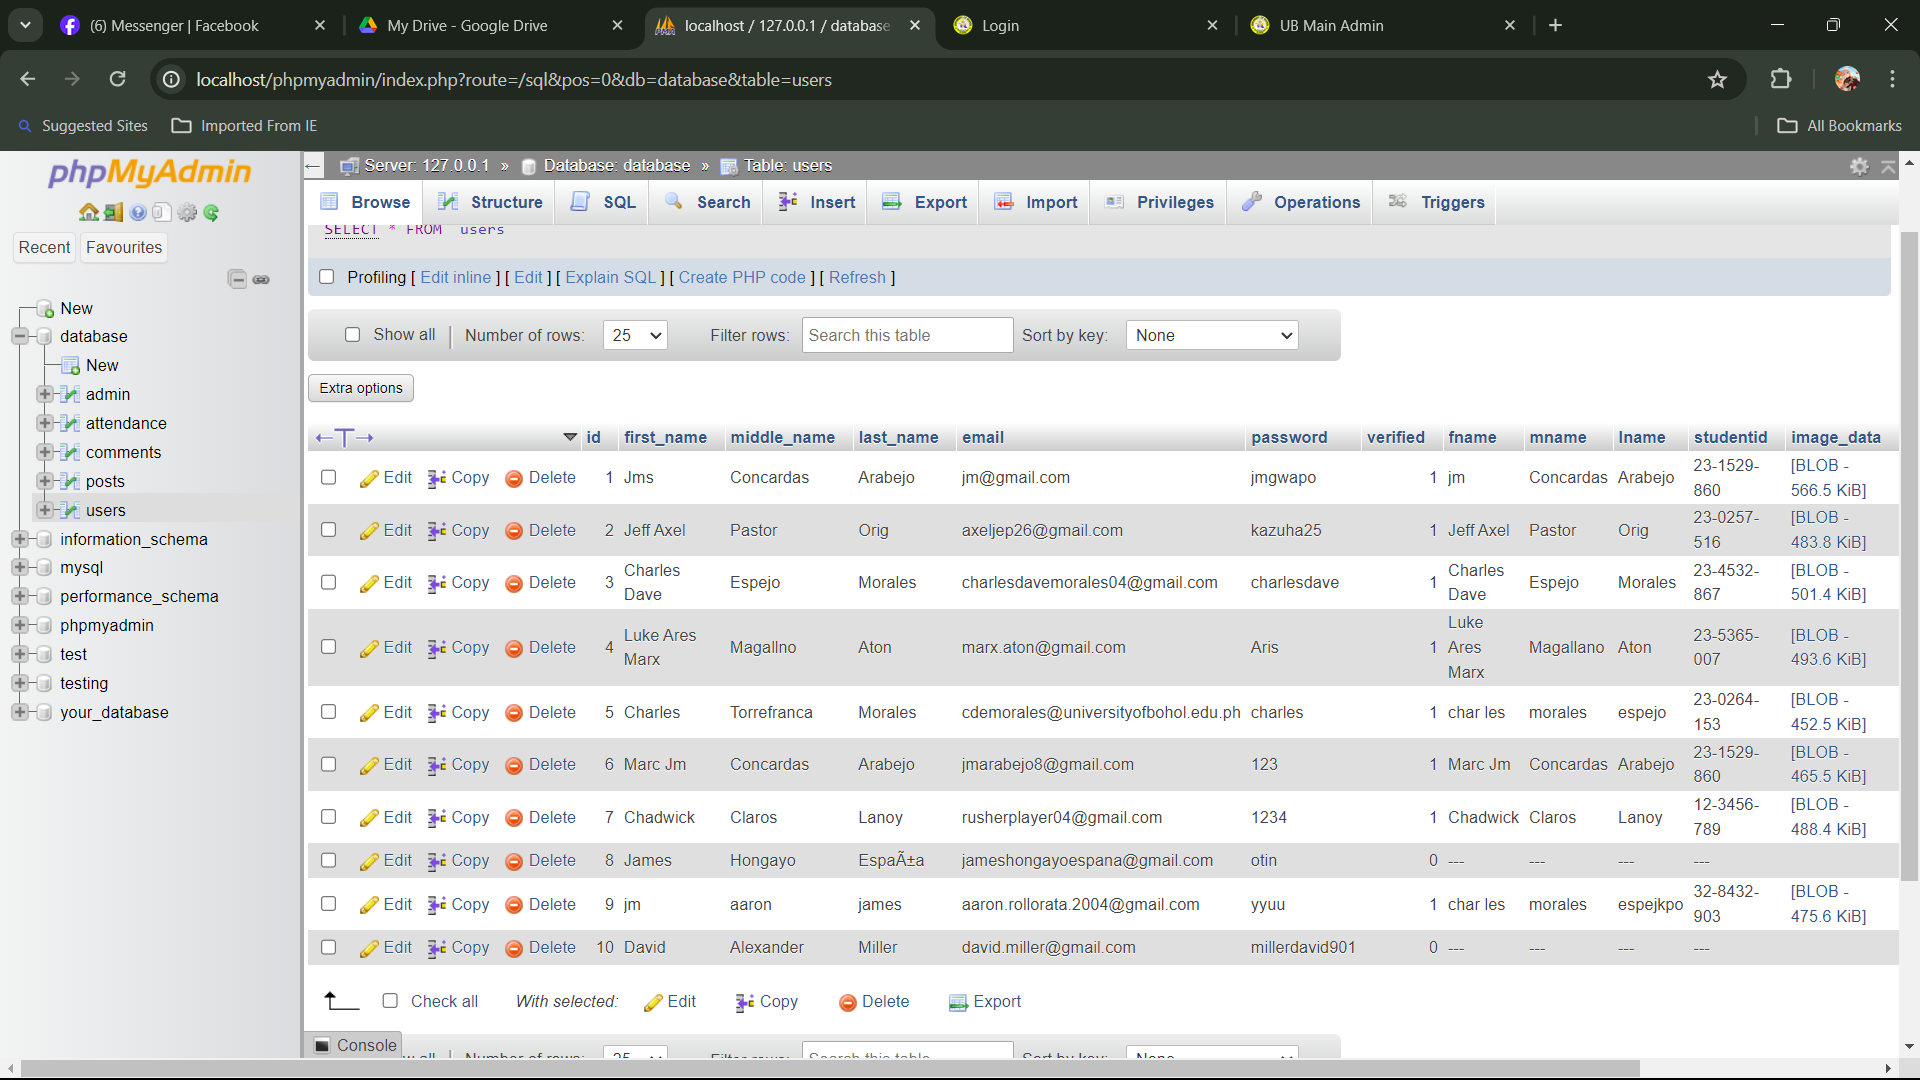 (6) Messenger | Facebook
My Drive - Google Drive
localhost / 127.0.0.1 / database
Login
UB Main Admin
localhost/phpmyadmin/index.php?route=/sql&pos=0&db=database&table=users
Suggested Sites
Imported From IE
All Bookmarks
phpMyAdmin
Recent
Favourites
New
database
New
admin
attendance
comments
posts
users
information_schema
mysql
performance_schema
phpmyadmin
test
testing
your_database
Server: 127.0.0.1 » Database: database » Table: users
Browse Structure SQL Search Insert Export Import Privileges Operations Triggers
SELECT * FROM users
Profiling [ Edit inline ] [ Edit ] [ Explain SQL ] [ Create PHP code ] [ Refresh ]
Show all Number of rows: 25 Filter rows: Search this table Sort by key: None
Extra options
←T→ id first_name middle_name last_name email password verified fname mname lname studentid image_data
Edit Copy Delete 1 Jms Concardas Arabejo jm@gmail.com jmgwapo 1 jm Concardas Arabejo 23-1529-860 [BLOB - 566.5 KiB]
Edit Copy Delete 2 Jeff Axel Pastor Orig axeljep26@gmail.com kazuha25 1 Jeff Axel Pastor Orig 23-0257-516 [BLOB - 483.8 KiB]
Edit Copy Delete 3 Charles Dave Espejo Morales charlesdavemorales04@gmail.com charlesdave 1 Charles Dave Espejo Morales 23-4532-867 [BLOB - 501.4 KiB]
Edit Copy Delete 4 Luke Ares Marx Magallno Aton marx.aton@gmail.com Aris 1 Luke Ares Marx Magallano Aton 23-5365-007 [BLOB - 493.6 KiB]
Edit Copy Delete 5 Charles Torrefranca Morales cdemorales@universityofbohol.edu.ph charles 1 char les morales espejo 23-0264-153 [BLOB - 452.5 KiB]
Edit Copy Delete 6 Marc Jm Concardas Arabejo jmarabejo8@gmail.com 123 1 Marc Jm Concardas Arabejo 23-1529-860 [BLOB - 465.5 KiB]
Edit Copy Delete 7 Chadwick Claros Lanoy rusherplayer04@gmail.com 1234 1 Chadwick Claros Lanoy 12-3456-789 [BLOB - 488.4 KiB]
Edit Copy Delete 8 James Hongayo EspaÃ±a jameshongayoespana@gmail.com otin 0 --- --- --- ---
Edit Copy Delete 9 jm aaron james aaron.rollorata.2004@gmail.com yyuu 1 char les morales espejkpo 32-8432-903 [BLOB - 475.6 KiB]
Edit Copy Delete 10 David Alexander Miller david.miller@gmail.com millerdavid901 0 --- --- --- ---
Check all With selected: Edit Copy Delete Export
Console
Number of rows: 25 Filter rows: Search this table Sort by key: None